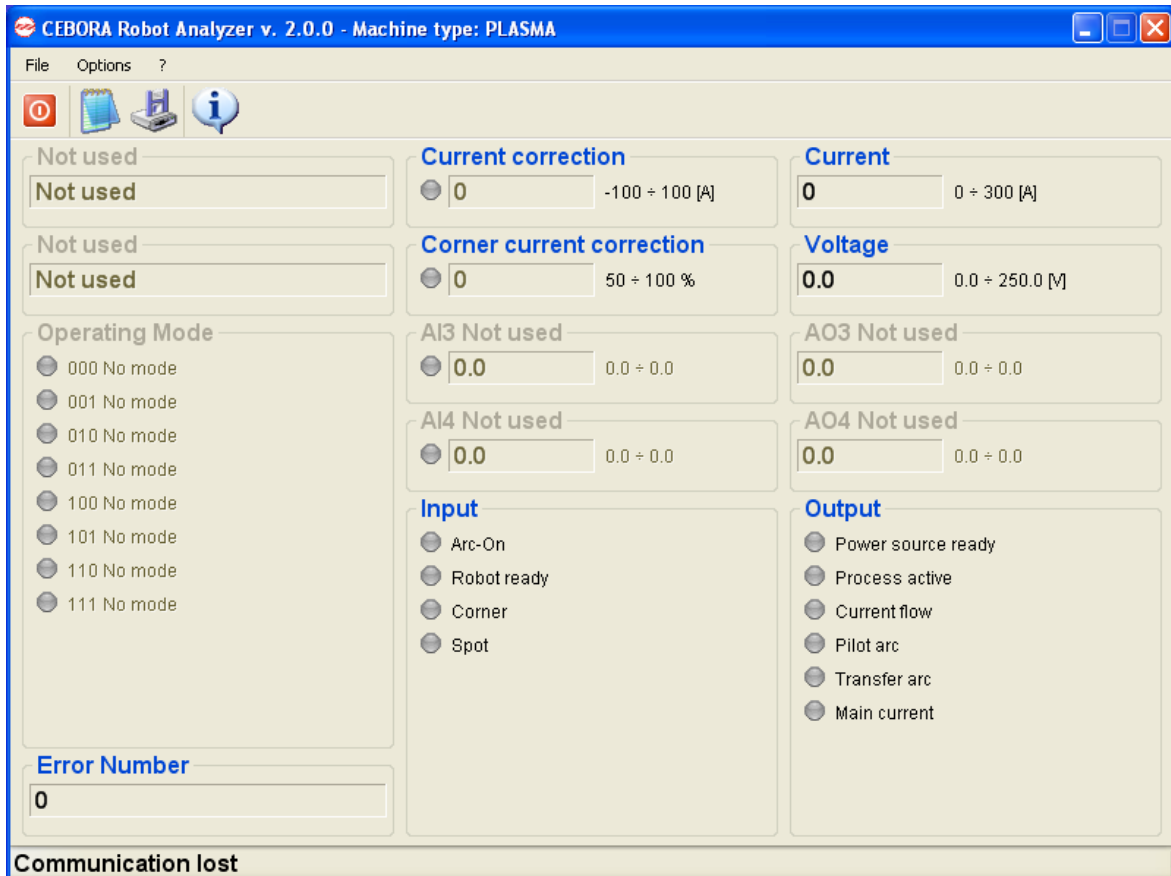 CEBORA Robot Analyzer v. 2.0.0 - Machine type: PLASMA
File Options ?
Not used
Not used
Not used
Not used
Operating Mode
000 No mode
001 No mode
010 No mode
011 No mode
100 No mode
101 No mode
110 No mode
111 No mode
Error Number
0
Current correction
0 -100 ÷ 100 [A]
Corner current correction
0 50 ÷ 100 %
AI3 Not used
0.0 0.0 ÷ 0.0
AI4 Not used
0.0 0.0 ÷ 0.0
Input
Arc-On
Robot ready
Corner
Spot
Current
0 0 ÷ 300 [A]
Voltage
0.0 0.0 ÷ 250.0 [V]
AO3 Not used
0.0 0.0 ÷ 0.0
AO4 Not used
0.0 0.0 ÷ 0.0
Output
Power source ready
Process active
Current flow
Pilot arc
Transfer arc
Main current
Communication lost